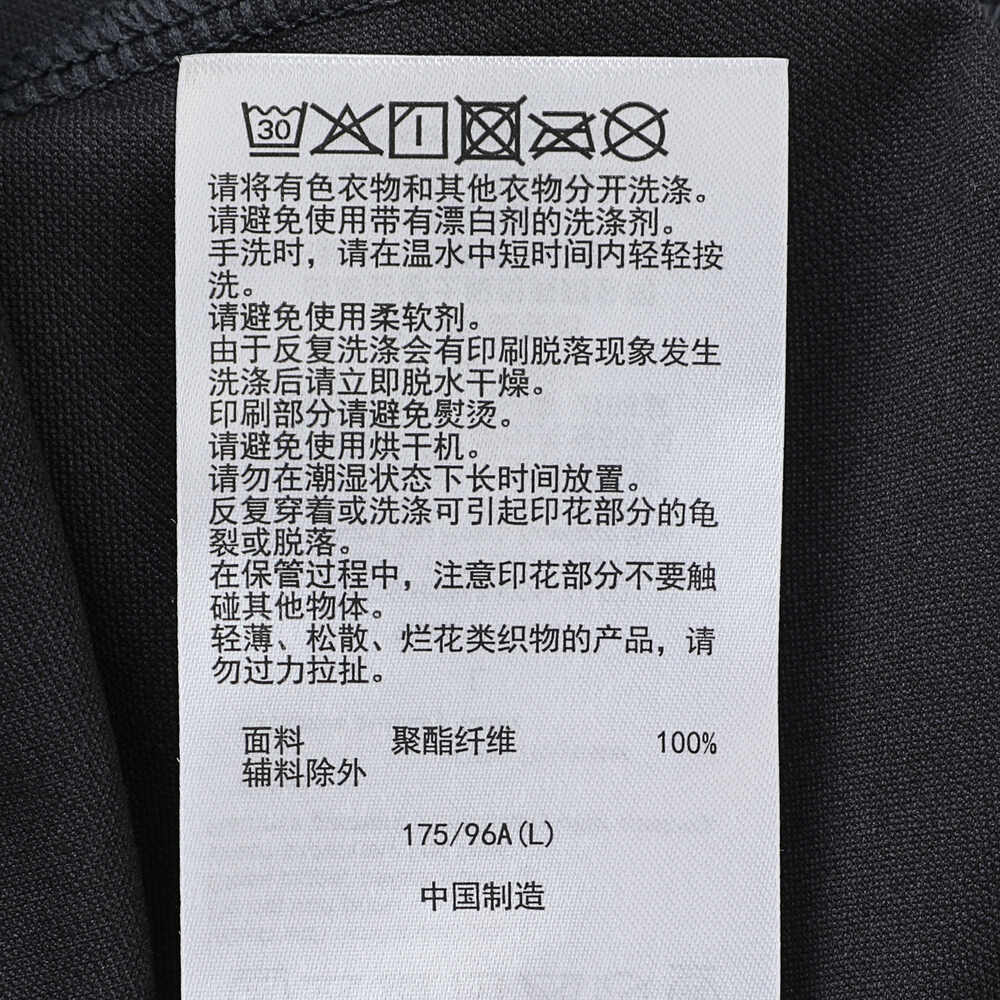 30
请将有色衣物和其他衣物分开洗涤。
请避免使用带有漂白剂的洗涤剂。
手洗时，请在温水中短时间内轻轻按
洗。
请避免使用柔软剂。
由于反复洗涤会有印刷脱落现象发生
洗涤后请立即脱水干燥。
印刷部分请避免熨烫。
请避免使用烘干机。
请勿在潮湿状态下长时间放置。
反复穿着或洗涤可引起印花部分的龟
裂或脱落。
在保管过程中，注意印花部分不要触
碰其他物体。
轻薄、松散、烂花类织物的产品，请
勿过力拉扯。
面料 聚酯纤维 100%
辅料除外
175/96A(L)
中国制造